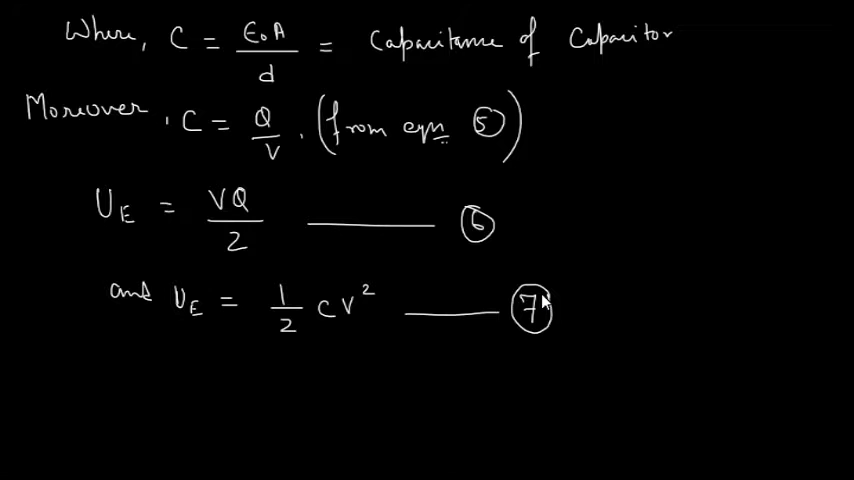 Where, C = ε₀A/d = Capacitance of Capacitor
Moreover, C = Q/V. (from eqn. ⑤)
U_E = VQ/2 ——— ⑥
and U_E = 1/2 CV² ——— ⑦